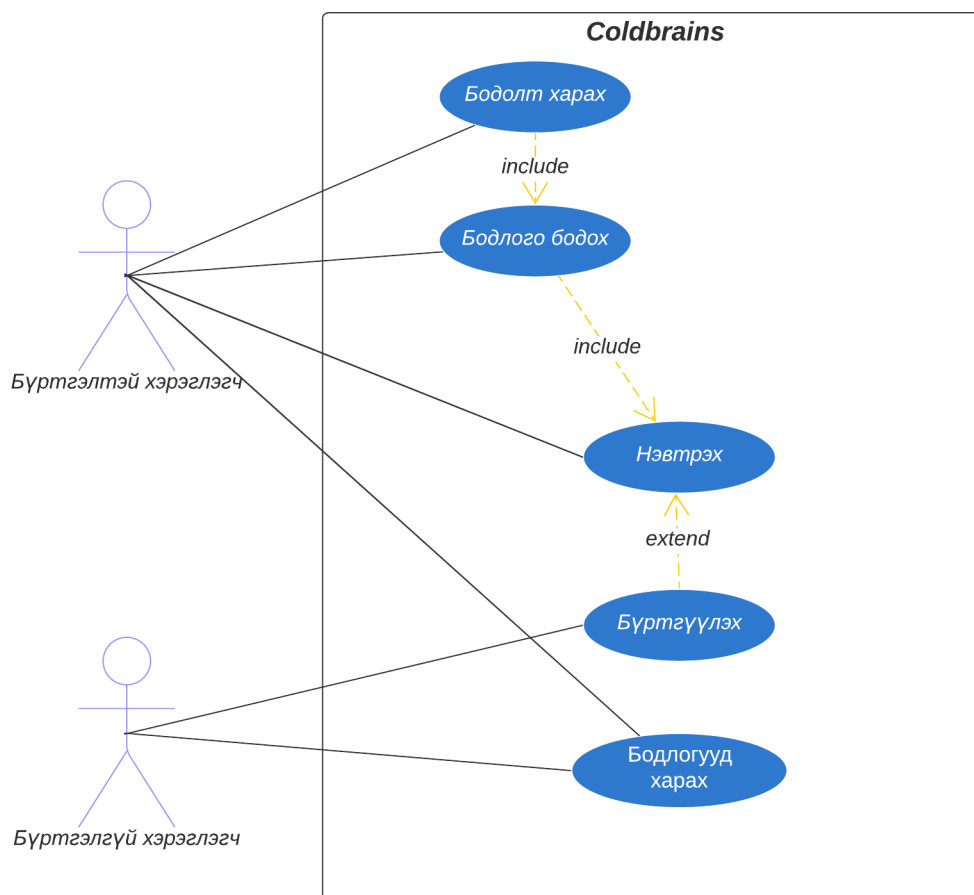 Coldbrains
Бодолт харах
include
Бодлого бодох
include
Бүртгэлтэй хэрэглэгч
Нэвтрэх
extend
Бүртгүүлэх
Бодлогууд
харах
Бүртгэлгүй хэрэглэгч